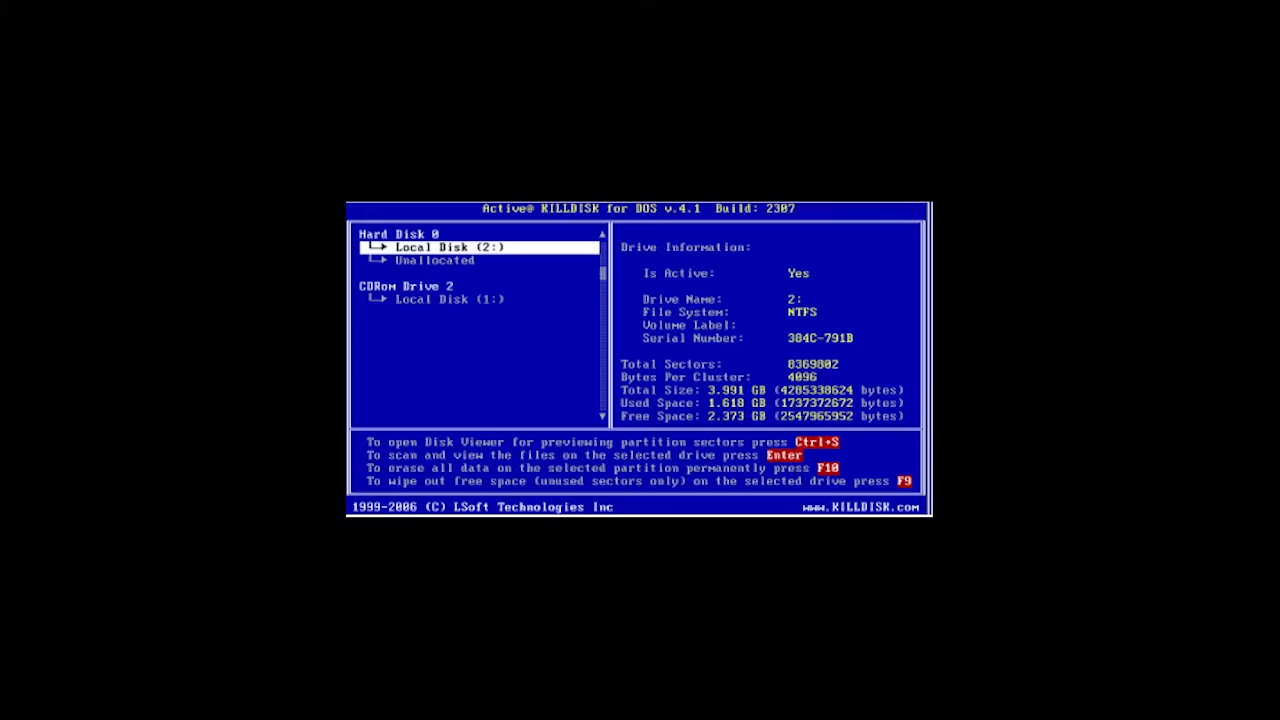 Active@ KILLDISK for DOS v.4.1 Build: 2307
Hard Disk 0
Local Disk (2:)
Unallocated
CDRom Drive 2
Local Disk (1:)
Drive Information:
Is Active: Yes
Drive Name: 2:
File System: NTFS
Volume Label:
Serial Number: 384C-791B
Total Sectors: 8369802
Bytes Per Cluster: 4096
Total Size: 3.991 GB (4285338624 bytes)
Used Space: 1.618 GB (1737372672 bytes)
Free Space: 2.373 GB (2547965952 bytes)
To open Disk Viewer for previewing partition sectors press Ctrl+S
To scan and view the files on the selected drive press Enter
To erase all data on the selected partition permanently press F10
To wipe out free space (unused sectors only) on the selected drive press F9
1999-2006 (C) LSoft Technologies Inc
www.KILLDISK.com